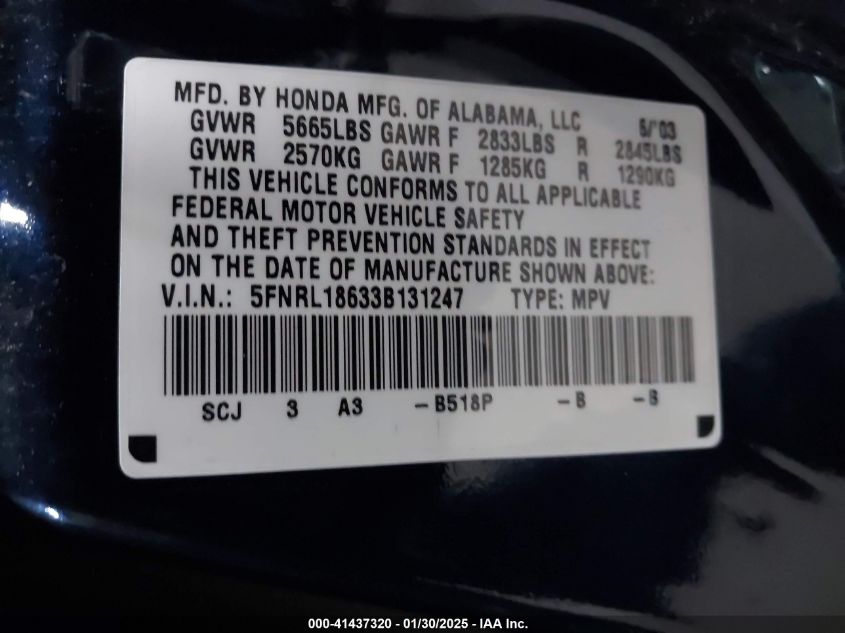 MFD. BY HONDA MFG. OF ALABAMA, LLC 5/'03
GVWR 5665LBS GAWR F 2833LBS R 2845LBS
GVWR 2570KG GAWR F 1285KG R 1290KG
THIS VEHICLE CONFORMS TO ALL APPLICABLE
FEDERAL MOTOR VEHICLE SAFETY
AND THEFT PREVENTION STANDARDS IN EFFECT
ON THE DATE OF MANUFACTURE SHOWN ABOVE:
V.I.N.: 5FNRL18633B131247 TYPE: MPV
SCJ 3 A3 -B518P -B -B
000-41437320 - 01/30/2025 - IAA Inc.